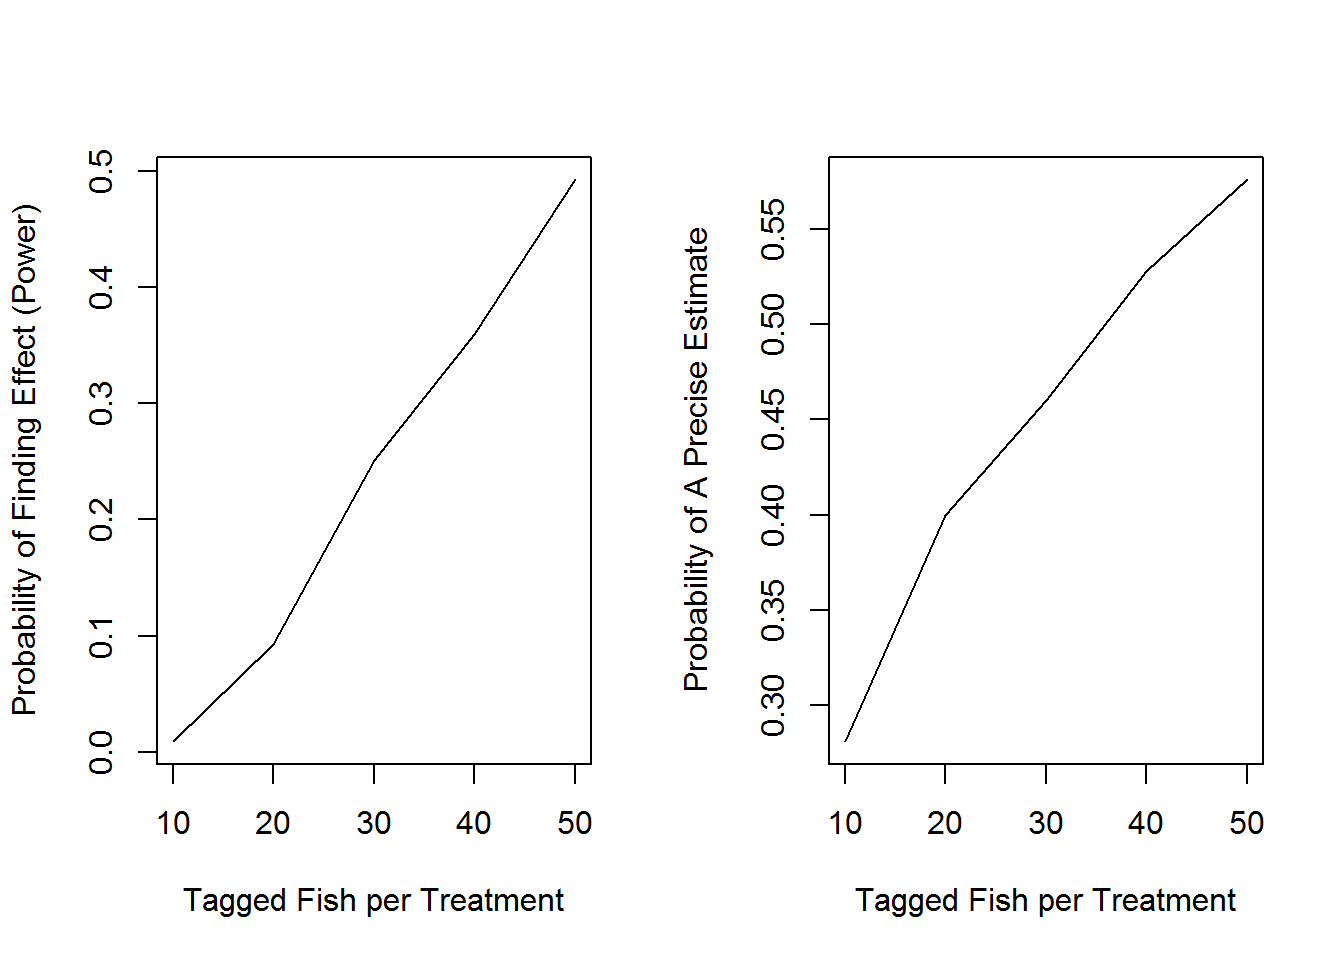 Probability of Finding Effect (Power)
0.5
0.4
0.3
0.2
0.1
0.0
10 20 30 40 50
Tagged Fish per Treatment
Probability of A Precise Estimate
0.55
0.50
0.45
0.40
0.35
0.30
10 20 30 40 50
Tagged Fish per Treatment